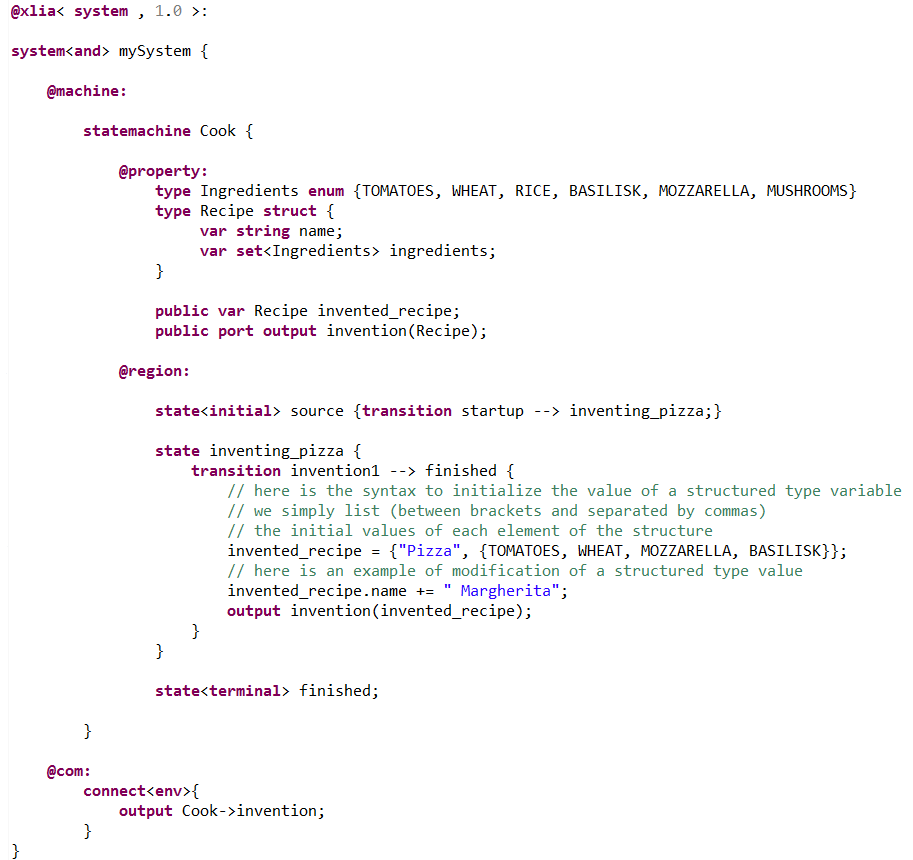 @xlia< system , 1.0 >:
system<and> mySystem {
@machine:
statemachine Cook {
@property:
type Ingredients enum {TOMATOES, WHEAT, RICE, BASILISK, MOZZARELLA, MUSHROOMS}
type Recipe struct {
var string name;
var set<Ingredients> ingredients;
}
public var Recipe invented_recipe;
public port output invention(Recipe);
@region:
state<initial> source {transition startup --> inventing_pizza;}
state inventing_pizza {
transition invention1 --> finished {
// here is the syntax to initialize the value of a structured type variable
// we simply list (between brackets and separated by commas)
// the initial values of each element of the structure
invented_recipe = {"Pizza", {TOMATOES, WHEAT, MOZZARELLA, BASILISK}};
// here is an example of modification of a structured type value
invented_recipe.name += " Margherita";
output invention(invented_recipe);
}
}
state<terminal> finished;
}
@com:
connect<env>{
output Cook->invention;
}
}